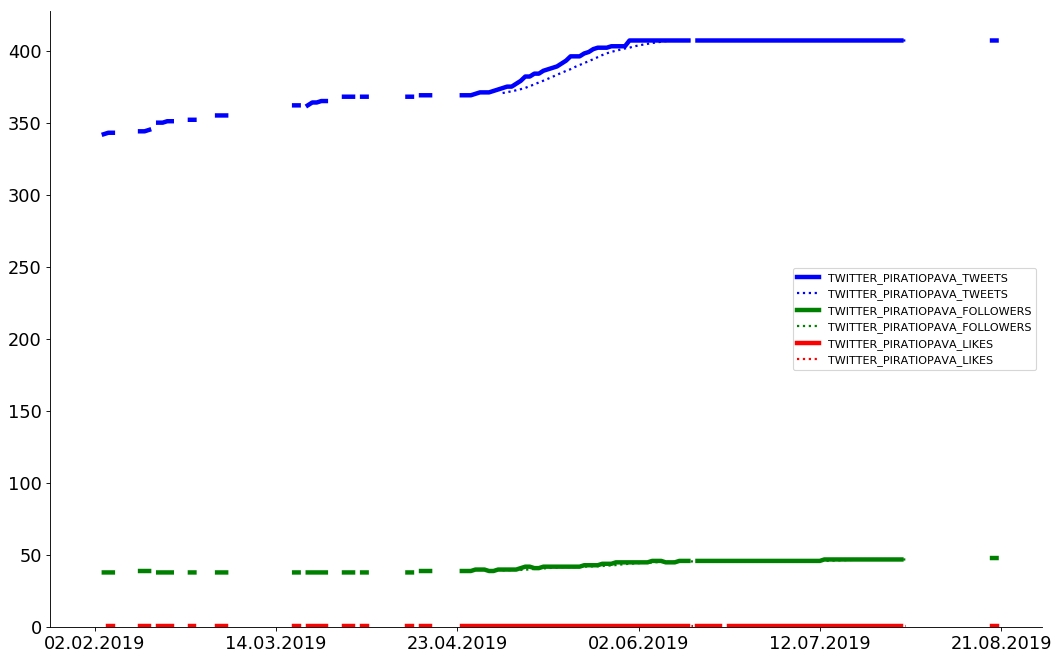 400
350
300
250
200
150
100
50
0
TWITTER_PIRATIOPAVA_TWEETS
TWITTER_PIRATIOPAVA_TWEETS
TWITTER_PIRATIOPAVA_FOLLOWERS
TWITTER_PIRATIOPAVA_FOLLOWERS
TWITTER_PIRATIOPAVA_LIKES
TWITTER_PIRATIOPAVA_LIKES
02.02.2019 14.03.2019 23.04.2019 02.06.2019 12.07.2019 21.08.2019